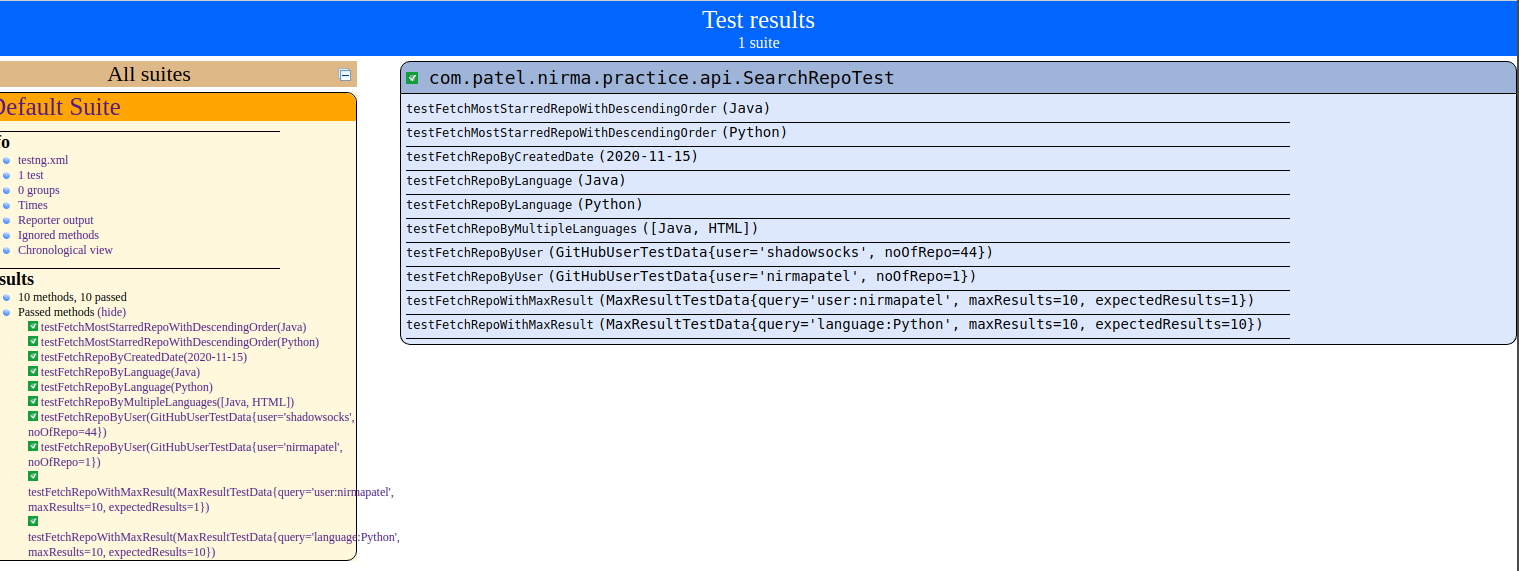 Test results
1 suite
All suites
Default Suite
fo
testng.xml
1 test
0 groups
Times
Reporter output
Ignored methods
Chronological view
sults
10 methods, 10 passed
Passed methods (hide)
testFetchMostStarredRepoWithDescendingOrder(Java)
testFetchMostStarredRepoWithDescendingOrder(Python)
testFetchRepoByCreatedDate(2020-11-15)
testFetchRepoByLanguage(Java)
testFetchRepoByLanguage(Python)
testFetchRepoByMultipleLanguages([Java, HTML])
testFetchRepoByUser(GitHubUserTestData{user='shadowsocks',
noOfRepo=44})
testFetchRepoByUser(GitHubUserTestData{user='nirmapatel',
noOfRepo=1})
testFetchRepoWithMaxResult(MaxResultTestData{query='user:nirmapatel',
maxResults=10, expectedResults=1})
testFetchRepoWithMaxResult(MaxResultTestData{query='language:Python',
maxResults=10, expectedResults=10})
com.patel.nirma.practice.api.SearchRepoTest
testFetchMostStarredRepoWithDescendingOrder (Java)
testFetchMostStarredRepoWithDescendingOrder (Python)
testFetchRepoByCreatedDate (2020-11-15)
testFetchRepoByLanguage (Java)
testFetchRepoByLanguage (Python)
testFetchRepoByMultipleLanguages ([Java, HTML])
testFetchRepoByUser (GitHubUserTestData{user='shadowsocks', noOfRepo=44})
testFetchRepoByUser (GitHubUserTestData{user='nirmapatel', noOfRepo=1})
testFetchRepoWithMaxResult (MaxResultTestData{query='user:nirmapatel', maxResults=10, expectedResults=1})
testFetchRepoWithMaxResult (MaxResultTestData{query='language:Python', maxResults=10, expectedResults=10})